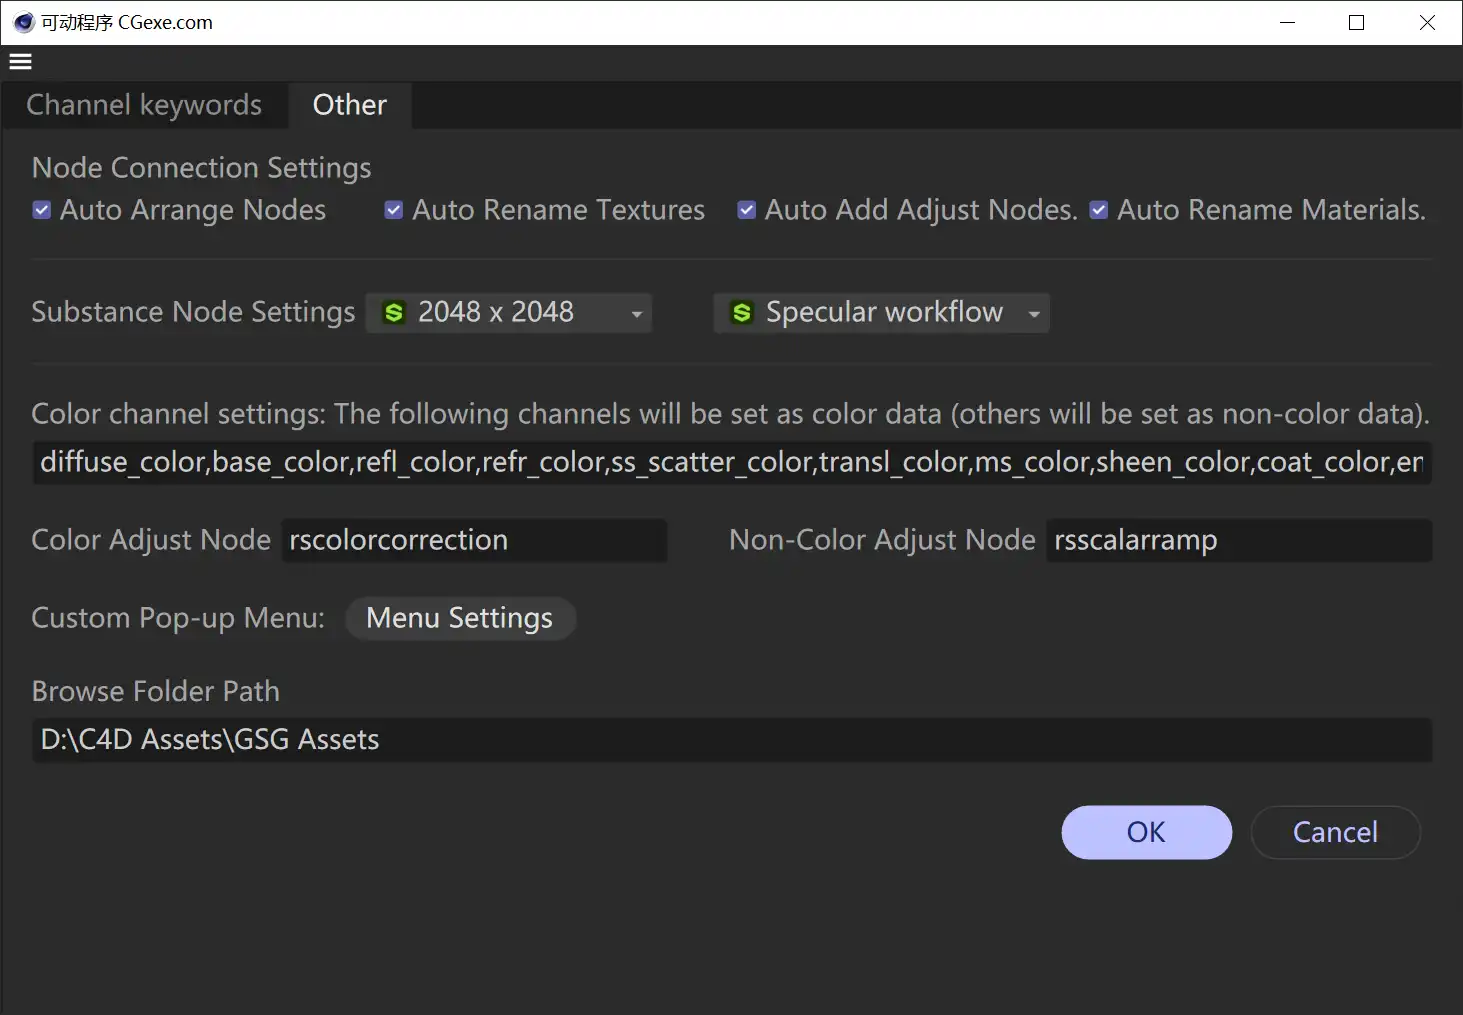 可动程序 CGexe.com
Channel keywords Other
Node Connection Settings
Auto Arrange Nodes Auto Rename Textures Auto Add Adjust Nodes. Auto Rename Materials.
Substance Node Settings 2048 x 2048 Specular workflow
Color channel settings: The following channels will be set as color data (others will be set as non-color data).
diffuse_color,base_color,refl_color,refr_color,ss_scatter_color,transl_color,ms_color,sheen_color,coat_color,en
Color Adjust Node rscolorcorrection Non-Color Adjust Node rsscalarramp
Custom Pop-up Menu: Menu Settings
Browse Folder Path
D:\C4D Assets\GSG Assets
OK Cancel